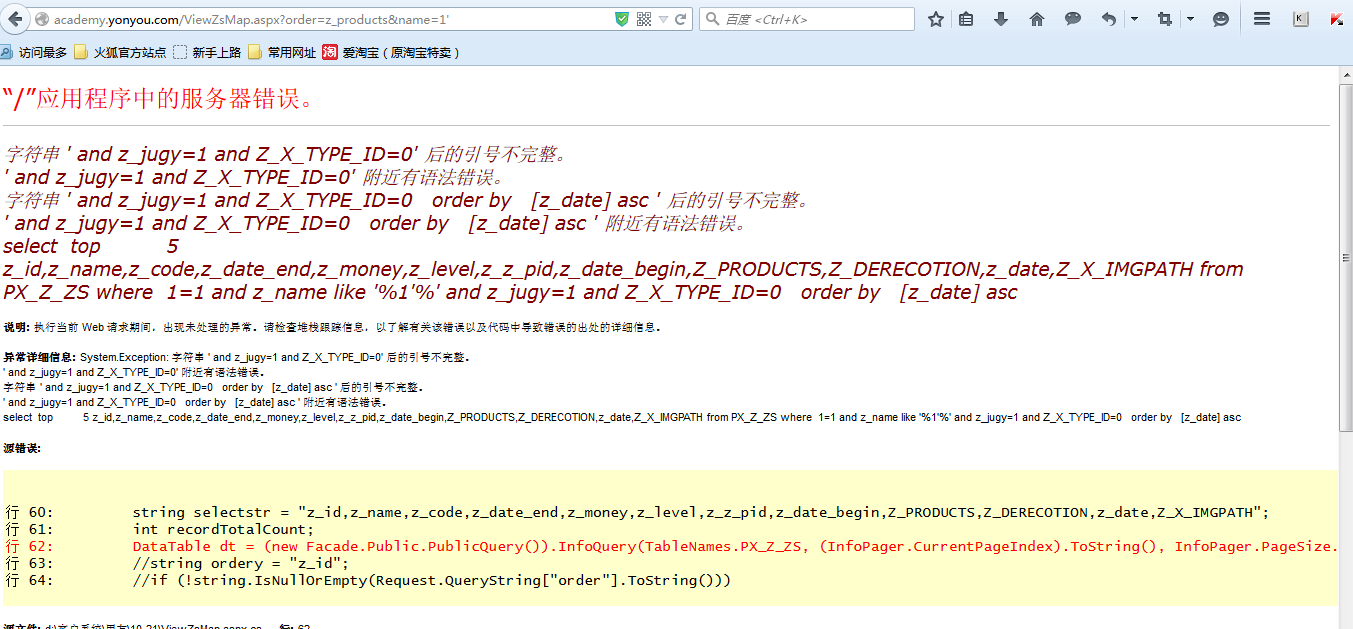 academy.yonyou.com/ViewZsMap.aspx?order=z_products&name=1'
百度 <Ctrl+K>
访问最多 火狐官方站点 新手上路 常用网址 淘 爱淘宝（原淘宝特卖）
“/”应用程序中的服务器错误。
字符串 ' and z_jugy=1 and Z_X_TYPE_ID=0' 后的引号不完整。
' and z_jugy=1 and Z_X_TYPE_ID=0' 附近有语法错误。
字符串 ' and z_jugy=1 and Z_X_TYPE_ID=0 order by [z_date] asc ' 后的引号不完整。
' and z_jugy=1 and Z_X_TYPE_ID=0 order by [z_date] asc ' 附近有语法错误。
select top 5
z_id,z_name,z_code,z_date_end,z_money,z_level,z_z_pid,z_date_begin,Z_PRODUCTS,Z_DERECOTION,z_date,Z_X_IMGPATH from
PX_Z_ZS where 1=1 and z_name like '%1'%' and z_jugy=1 and Z_X_TYPE_ID=0 order by [z_date] asc
说明: 执行当前 Web 请求期间，出现未处理的异常。请检查堆栈跟踪信息，以了解有关该错误以及代码中导致错误的出处的详细信息。
异常详细信息: System.Exception: 字符串 ' and z_jugy=1 and Z_X_TYPE_ID=0' 后的引号不完整。
' and z_jugy=1 and Z_X_TYPE_ID=0' 附近有语法错误。
字符串 ' and z_jugy=1 and Z_X_TYPE_ID=0 order by [z_date] asc ' 后的引号不完整。
' and z_jugy=1 and Z_X_TYPE_ID=0 order by [z_date] asc ' 附近有语法错误。
select top 5 z_id,z_name,z_code,z_date_end,z_money,z_level,z_z_pid,z_date_begin,Z_PRODUCTS,Z_DERECOTION,z_date,Z_X_IMGPATH from PX_Z_ZS where 1=1 and z_name like '%1'%' and z_jugy=1 and Z_X_TYPE_ID=0 order by [z_date] asc
源错误:
行 60: string selectstr = "z_id,z_name,z_code,z_date_end,z_money,z_level,z_z_pid,z_date_begin,Z_PRODUCTS,Z_DERECOTION,z_date,Z_X_IMGPATH";
行 61: int recordTotalCount;
行 62: DataTable dt = (new Facade.Public.PublicQuery()).InfoQuery(TableNames.PX_Z_ZS, (InfoPager.CurrentPageIndex).ToString(), InfoPager.PageSize.
行 63: //string ordery = "z_id";
行 64: //if (!string.IsNullOrEmpty(Request.QueryString["order"].ToString()))